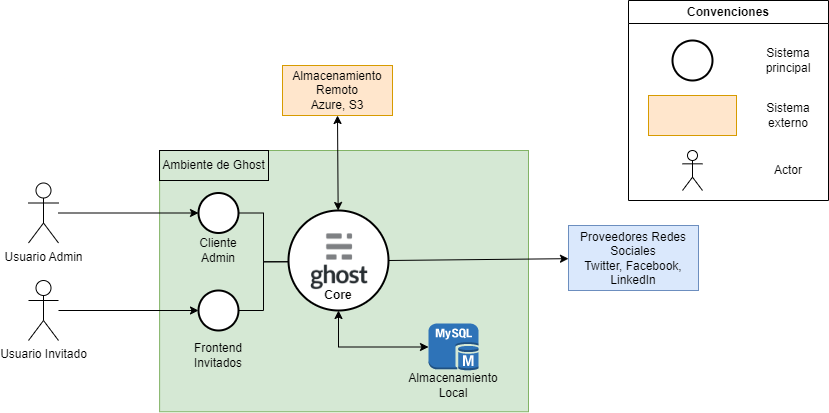 Convenciones
Sistema
principal
Sistema
externo
Actor
Almacenamiento
Remoto
Azure, S3
Ambiente de Ghost
Usuario Admin
Cliente
Admin
ghost
Core
Proveedores Redes
Sociales
Twitter, Facebook,
LinkedIn
Usuario Invitado
Frontend
Invitados
MySQL
M
Almacenamiento
Local